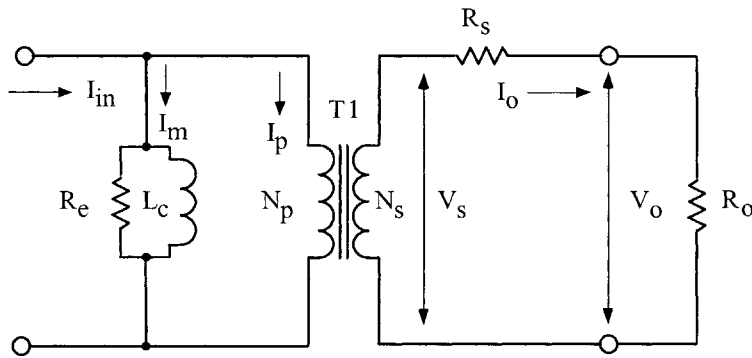 R_s
I_in
I_m
I_p
T1
I_o
R_e
L_c
N_p
N_s
V_s
V_o
R_o